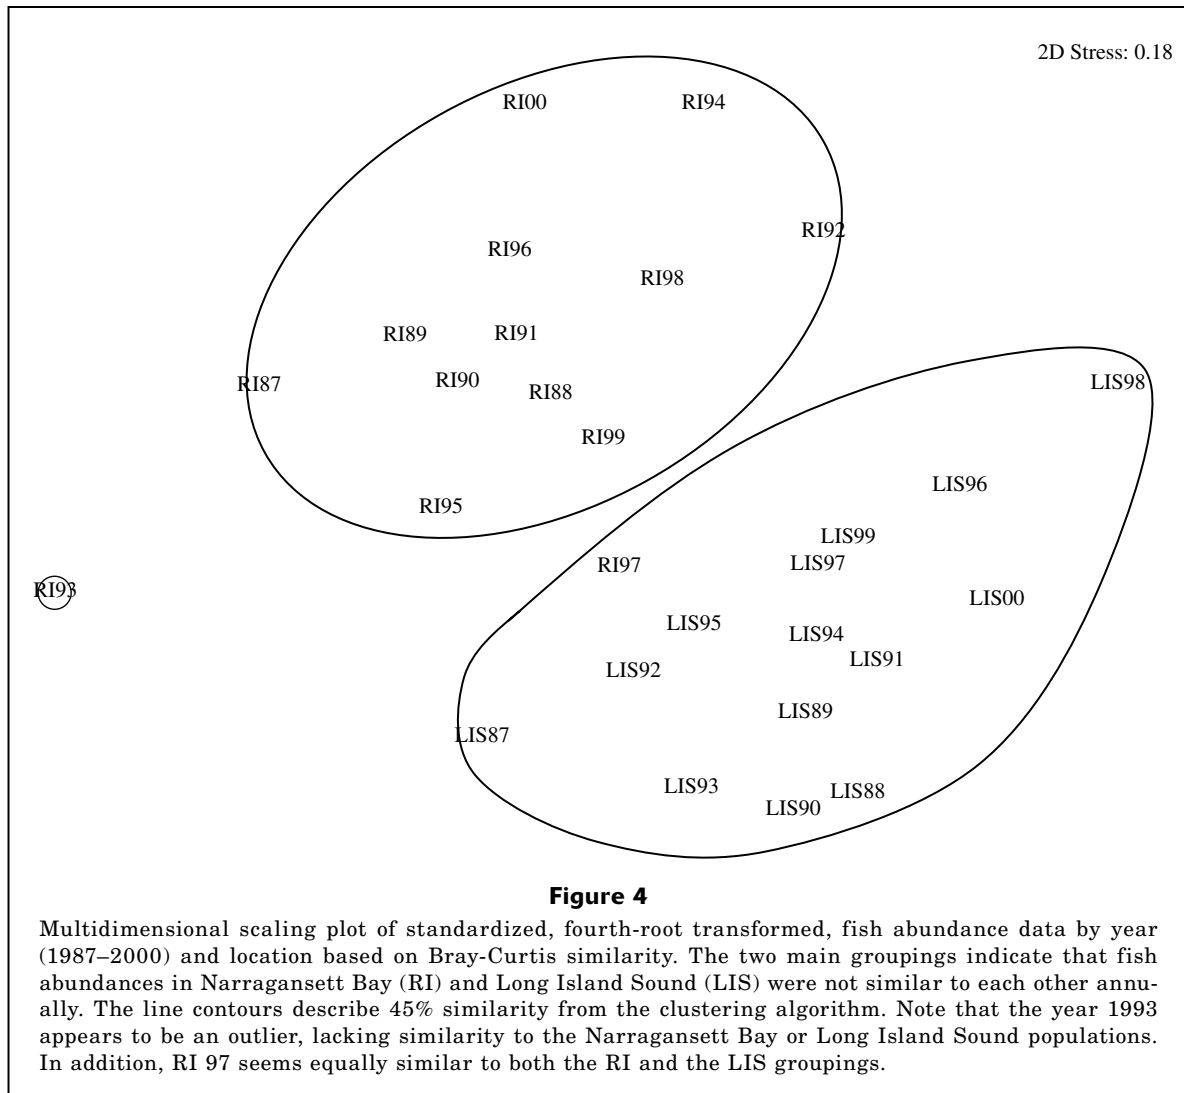 2D Stress: 0.18
RI00 RI94
RI92
RI96
RI98
RI89 RI91
RI87 RI90 RI88 LIS98
RI99
RI95 LIS96
LIS99
RI97 LIS97
RI93 LIS00
LIS95 LIS94
LIS92 LIS91
LIS89
LIS87
LIS93 LIS88
LIS90
Figure 4
Multidimensional scaling plot of standardized, fourth-root transformed, fish abundance data by year
(1987–2000) and location based on Bray-Curtis similarity. The two main groupings indicate that fish
abundances in Narragansett Bay (RI) and Long Island Sound (LIS) were not similar to each other annu-
ally. The line contours describe 45% similarity from the clustering algorithm. Note that the year 1993
appears to be an outlier, lacking similarity to the Narragansett Bay or Long Island Sound populations.
In addition, RI 97 seems equally similar to both the RI and the LIS groupings.